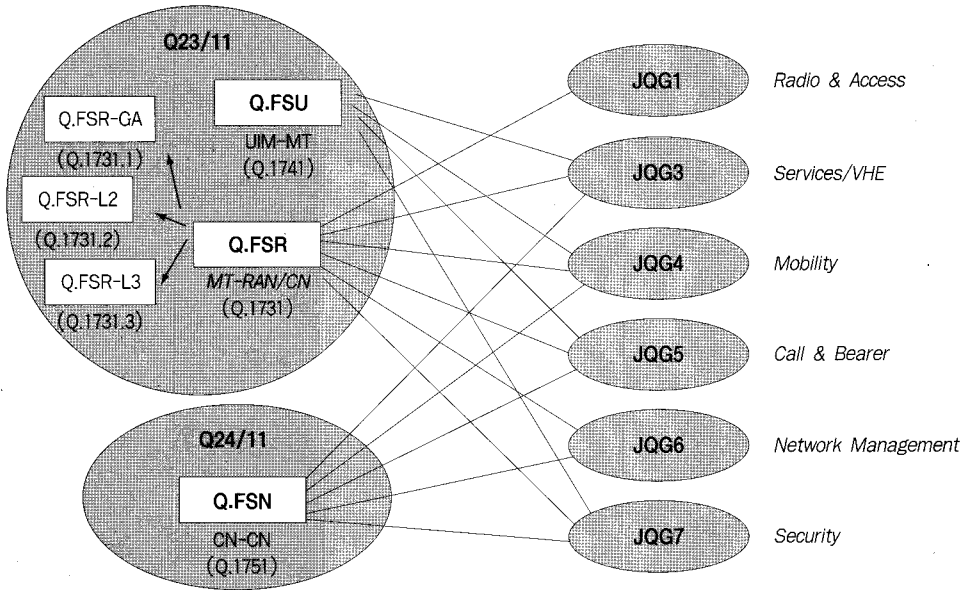 Q23/11
Q.FSR-GA
(Q.1731.1)
Q.FSR-L2
(Q.1731.2)
Q.FSR-L3
(Q.1731.3)
Q.FSU
UIM-MT
(Q.1741)
Q.FSR
MT-RAN/CN
(Q.1731)
Q24/11
Q.FSN
CN-CN
(Q.1751)
JQG1 Radio & Access
JQG3 Services/VHE
JQG4 Mobility
JQG5 Call & Bearer
JQG6 Network Management
JQG7 Security